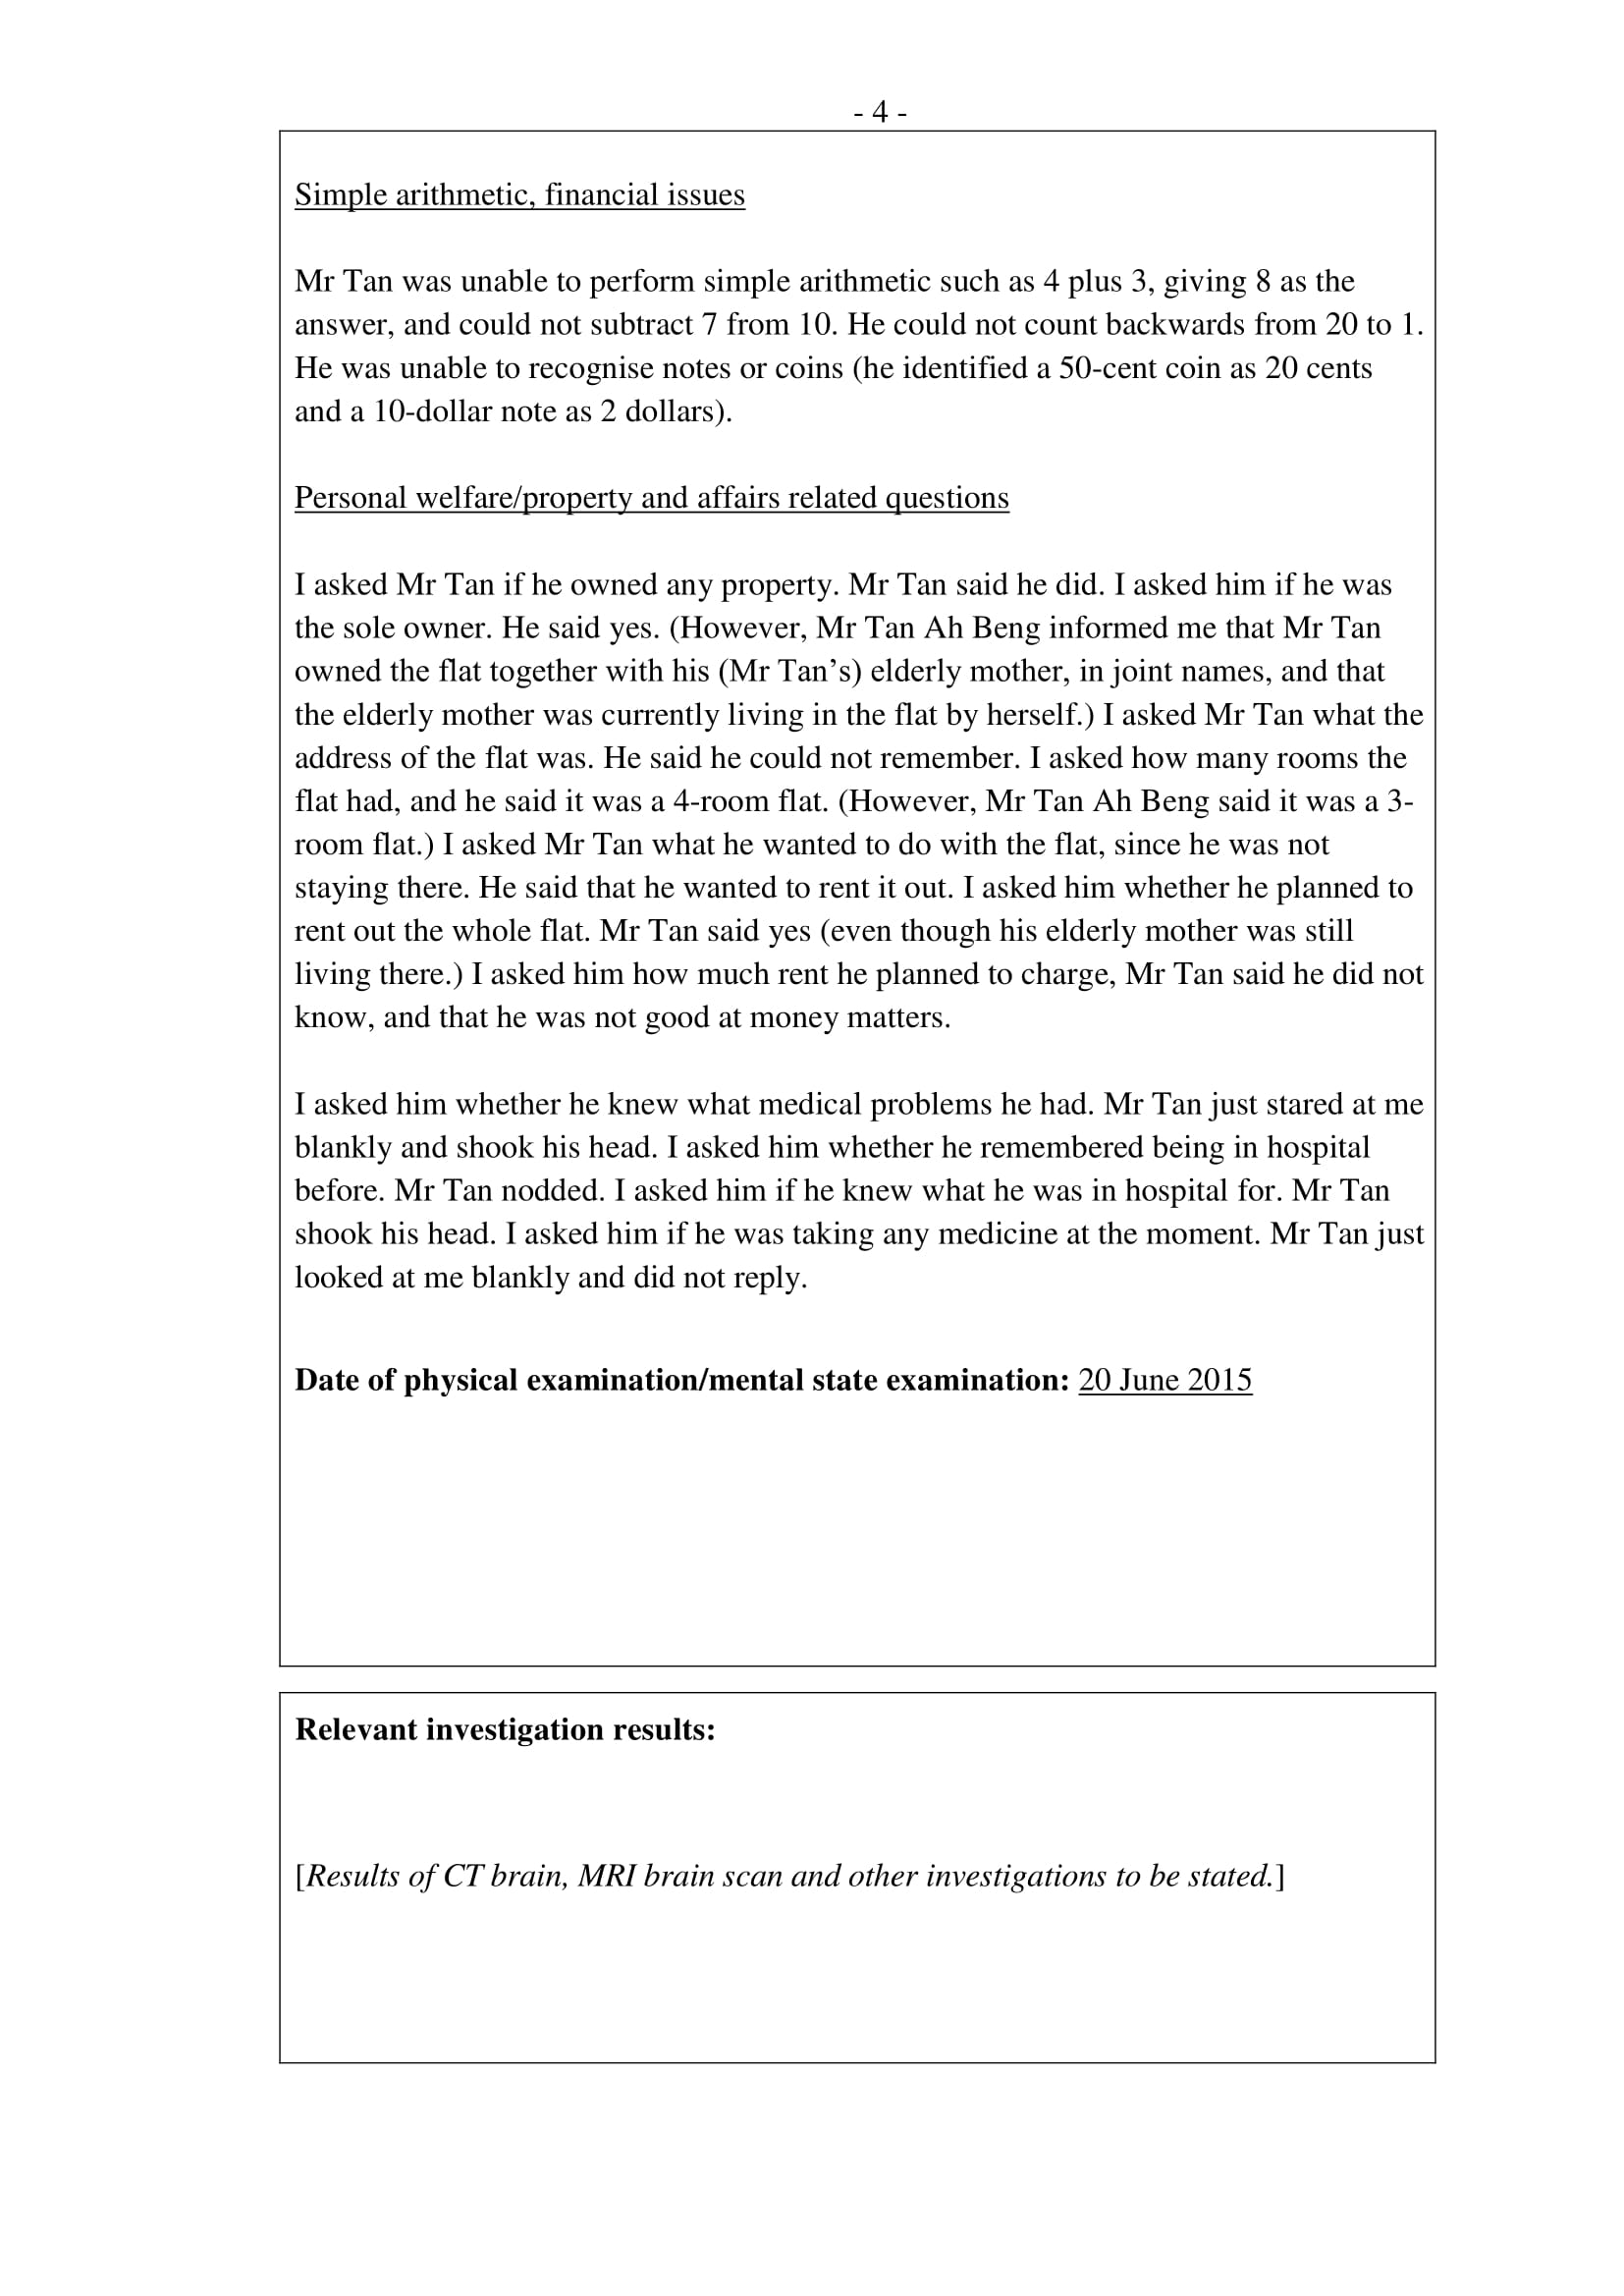 - 4 -
Simple arithmetic, financial issues
Mr Tan was unable to perform simple arithmetic such as 4 plus 3, giving 8 as the
answer, and could not subtract 7 from 10. He could not count backwards from 20 to 1.
He was unable to recognise notes or coins (he identified a 50-cent coin as 20 cents
and a 10-dollar note as 2 dollars).
Personal welfare/property and affairs related questions
I asked Mr Tan if he owned any property. Mr Tan said he did. I asked him if he was
the sole owner. He said yes. (However, Mr Tan Ah Beng informed me that Mr Tan
owned the flat together with his (Mr Tan’s) elderly mother, in joint names, and that
the elderly mother was currently living in the flat by herself.) I asked Mr Tan what the
address of the flat was. He said he could not remember. I asked how many rooms the
flat had, and he said it was a 4-room flat. (However, Mr Tan Ah Beng said it was a 3-
room flat.) I asked Mr Tan what he wanted to do with the flat, since he was not
staying there. He said that he wanted to rent it out. I asked him whether he planned to
rent out the whole flat. Mr Tan said yes (even though his elderly mother was still
living there.) I asked him how much rent he planned to charge, Mr Tan said he did not
know, and that he was not good at money matters.
I asked him whether he knew what medical problems he had. Mr Tan just stared at me
blankly and shook his head. I asked him whether he remembered being in hospital
before. Mr Tan nodded. I asked him if he knew what he was in hospital for. Mr Tan
shook his head. I asked him if he was taking any medicine at the moment. Mr Tan just
looked at me blankly and did not reply.
Date of physical examination/mental state examination: 20 June 2015
Relevant investigation results:
[Results of CT brain, MRI brain scan and other investigations to be stated.]